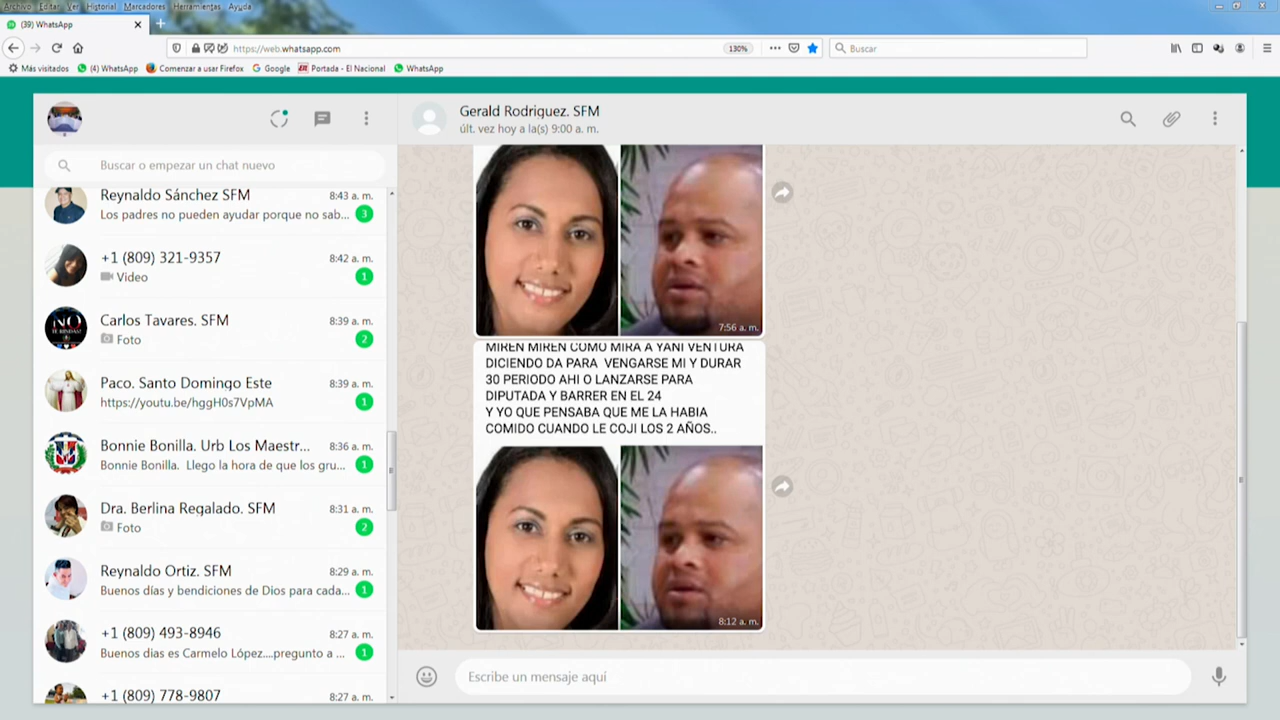 Archivo Editar Ver Historial Marcadores Herramientas Ayuda
(39) WhatsApp
https://web.whatsapp.com
130%
Buscar
Más visitados
(4) WhatsApp
Comenzar a usar Firefox
Google
Portada - El Nacional
WhatsApp
Gerald Rodriguez. SFM
últ. vez hoy a la(s) 9:00 a. m.
Buscar o empezar un chat nuevo
Reynaldo Sánchez SFM 8:43 a. m.
Los padres no pueden ayudar porque no sab... 3
+1 (809) 321-9357 8:42 a. m.
Video 1
Carlos Tavares. SFM 8:39 a. m.
Foto 2
Paco. Santo Domingo Este 8:39 a. m.
https://youtu.be/hggH0s7VpMA 1
Bonnie Bonilla. Urb Los Maestr... 8:36 a. m.
Bonnie Bonilla. Llego la hora de que los gru... 1
Dra. Berlina Regalado. SFM 8:31 a. m.
Foto 2
Reynaldo Ortiz. SFM 8:29 a. m.
Buenos días y bendiciones de Dios para cada... 1
+1 (809) 493-8946 8:27 a. m.
Buenos dias es Carmelo López....pregunto a ... 1
+1 (809) 778-9807 8:27 a. m.
NO
7:56 a. m.
MIREN MIREN COMO MIRA A YANI VENTURA
DICIENDO DA PARA VENGARSE MI Y DURAR
30 PERIODO AHI O LANZARSE PARA
DIPUTADA Y BARRER EN EL 24
Y YO QUE PENSABA QUE ME LA HABIA
COMIDO CUANDO LE COJI LOS 2 AÑOS..
8:12 a. m.
Escribe un mensaje aquí